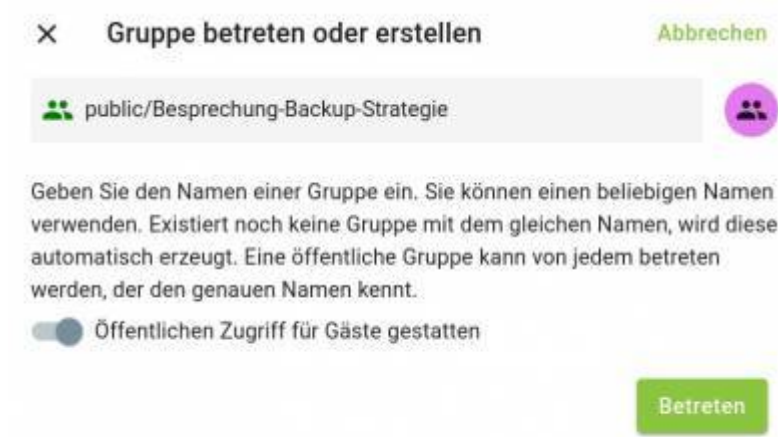 Gruppe betreten oder erstellen
Abbrechen
public/Besprechung-Backup-Strategie
Geben Sie den Namen einer Gruppe ein. Sie können einen beliebigen Namen
verwenden. Existiert noch keine Gruppe mit dem gleichen Namen, wird diese
automatisch erzeugt. Eine öffentliche Gruppe kann von jedem betreten
werden, der den genauen Namen kennt.
Öffentlichen Zugriff für Gäste gestatten
Betreten